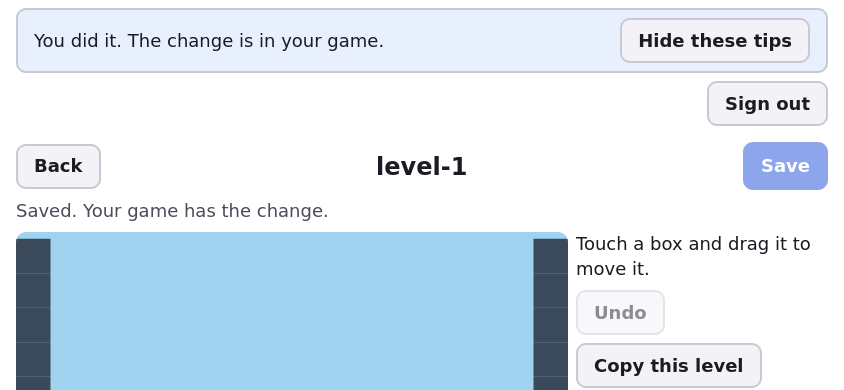 You did it. The change is in your game.
Hide these tips
Sign out
Back
level-1
Save
Saved. Your game has the change.
Touch a box and drag it to
move it.
Undo
Copy this level